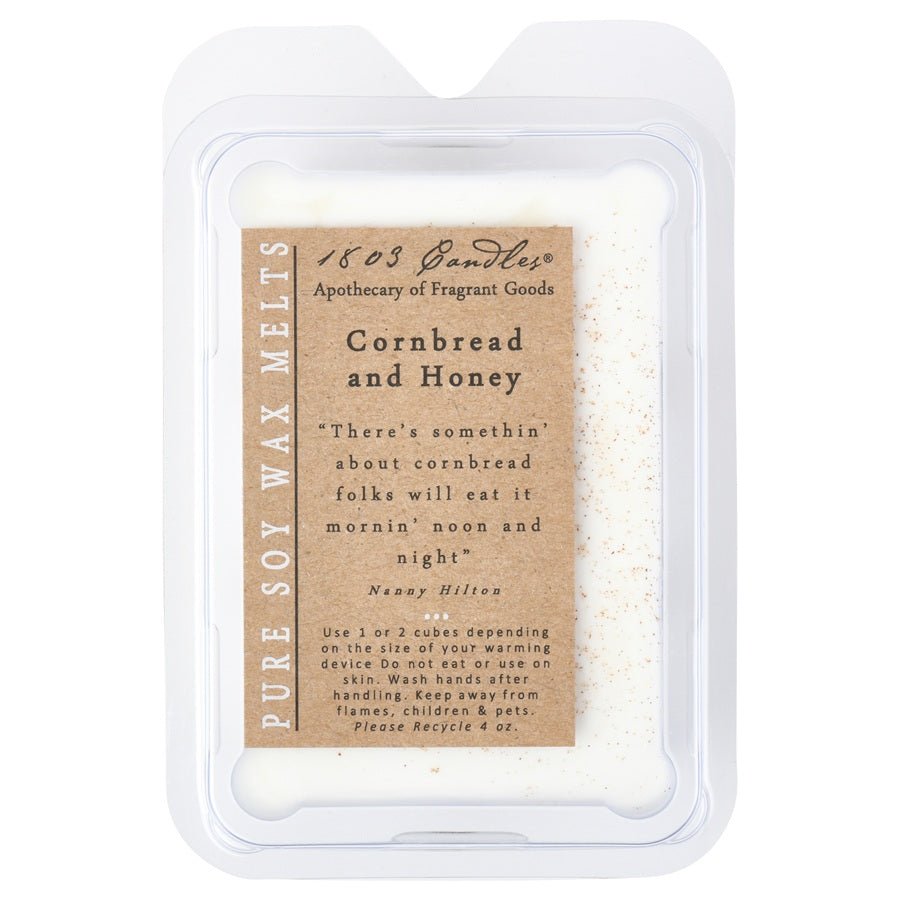 PURE SOY WAX MELTS
1803 Candles®
Apothecary of Fragrant Goods
Cornbread
and Honey
“There’s somethin’
about cornbread
folks will eat it
mornin’ noon and
night”
Nanny Hilton
Use 1 or 2 cubes depending
on the size of your warming
device Do not eat or use on
skin. Wash hands after
handling. Keep away from
flames, children & pets.
Please Recycle 4 oz.